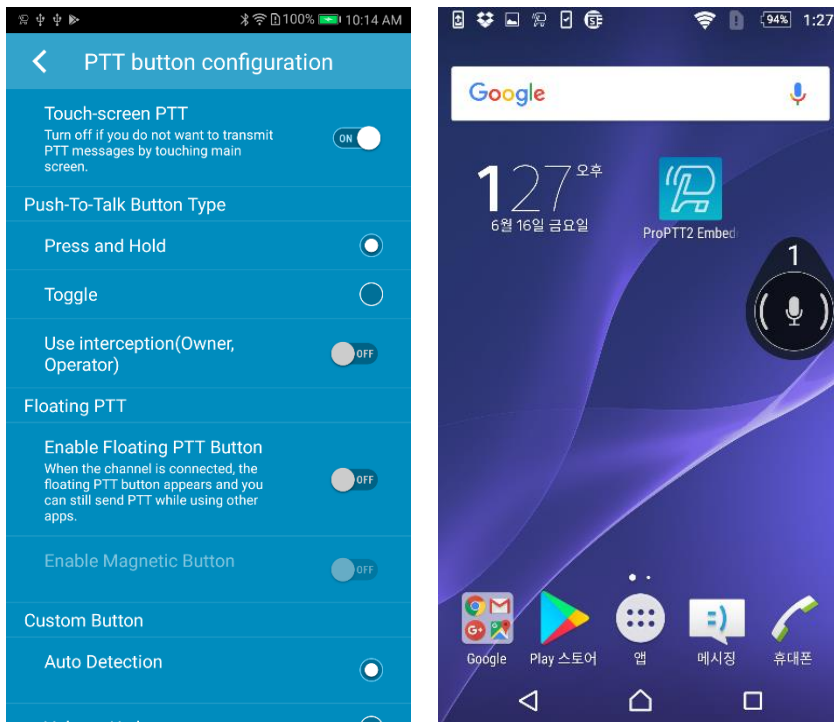 100% 10:14 AM
PTT button configuration
Touch-screen PTT
Turn off if you do not want to transmit
PTT messages by touching main
screen.
ON
Push-To-Talk Button Type
Press and Hold
Toggle
Use interception(Owner,
Operator)
OFF
Floating PTT
Enable Floating PTT Button
When the channel is connected, the
floating PTT button appears and you
can still send PTT while using other
apps.
OFF
Enable Magnetic Button
OFF
Custom Button
Auto Detection
94% 1:27
Google
127 오후
6월 16일 금요일
ProPTT2 Embed
1
Google
Play 스토어
앱
메시징
휴대폰